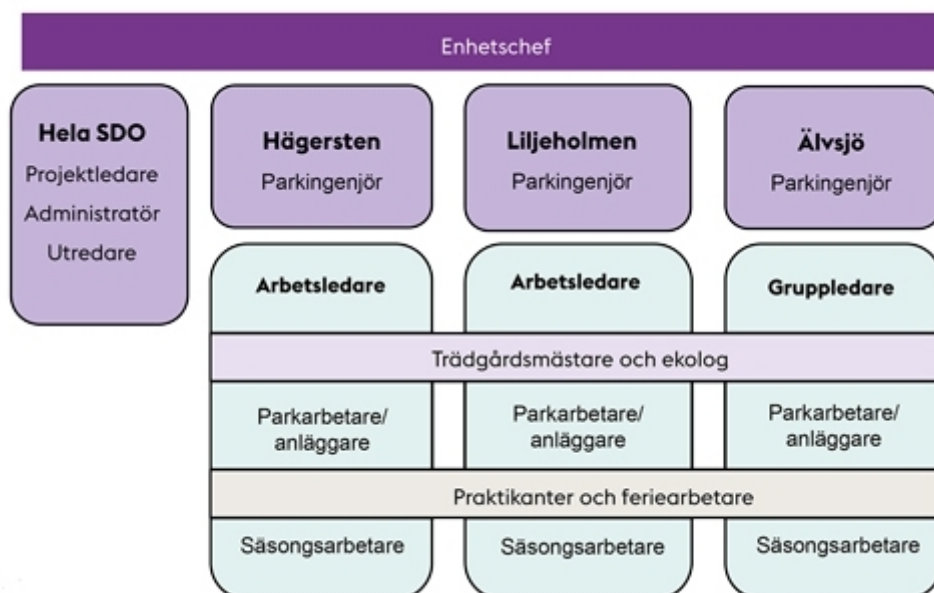 Enhetschef
Hela SDO
Projektledare
Administratör
Utredare
Hägersten
Parkingenjör
Liljeholmen
Parkingenjör
Älvsjö
Parkingenjör
Arbetsledare
Arbetsledare
Gruppledare
Trädgårdsmästare och ekolog
Parkarbetare/
anläggare
Parkarbetare/
anläggare
Parkarbetare/
anläggare
Praktikanter och feriearbetare
Säsongsarbetare
Säsongsarbetare
Säsongsarbetare